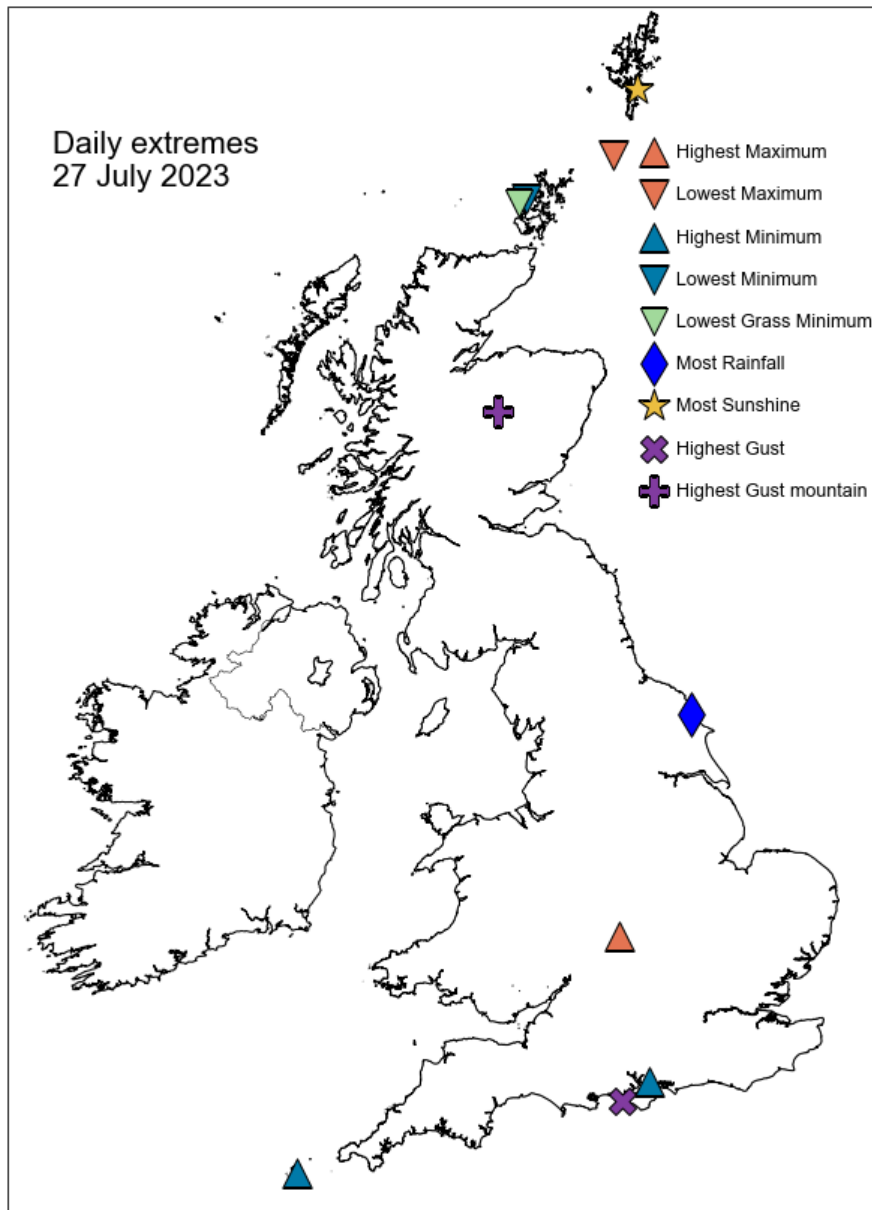 Daily extremes
27 July 2023
Highest Maximum
Lowest Maximum
Highest Minimum
Lowest Minimum
Lowest Grass Minimum
Most Rainfall
Most Sunshine
Highest Gust
Highest Gust mountain